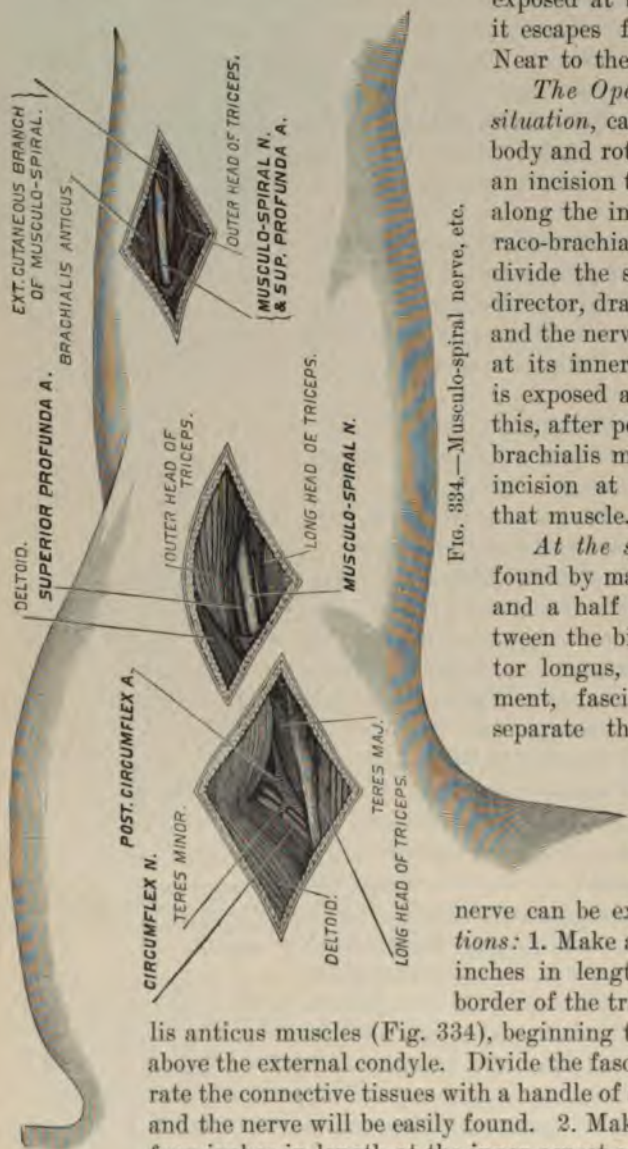 EXT. CUTANEOUS BRANCH
OF MUSCULO-SPIRAL.
BRACHIALIS ANTICUS.
OUTER HEAD OF TRICEPS.
MUSCULO-SPIRAL N.
& SUP. PROFUNDA A.
DELTOID.
SUPERIOR PROFUNDA A.
OUTER HEAD OF
TRICEPS.
LONG HEAD OF TRICEPS.
MUSCULO-SPIRAL N.
POST. CIRCUMFLEX A.
CIRCUMFLEX N.
TERES MINOR.
DELTOID.
LONG HEAD OF TRICEPS.
TERES MAJ.
FIG. 334.—Musculo-spiral nerve, etc.
it escapes f
Near to the
The Ope
situation, ca
body and rot
an incision t
along the in
raco-brachia
divide the s
director, dra
and the nerv
at its inner
is exposed a
this, after pe
brachialis m
incision at
that muscle.
At the s
found by ma
and a half
tween the bi
tor longus,
ment, fasci
separate th
nerve can be ex
tions: 1. Make a
inches in lengt
border of the tr
lis anticus muscles (Fig. 334), beginning t
above the external condyle. Divide the fasc
rate the connective tissues with a handle of
and the nerve will be easily found. 2. Mak